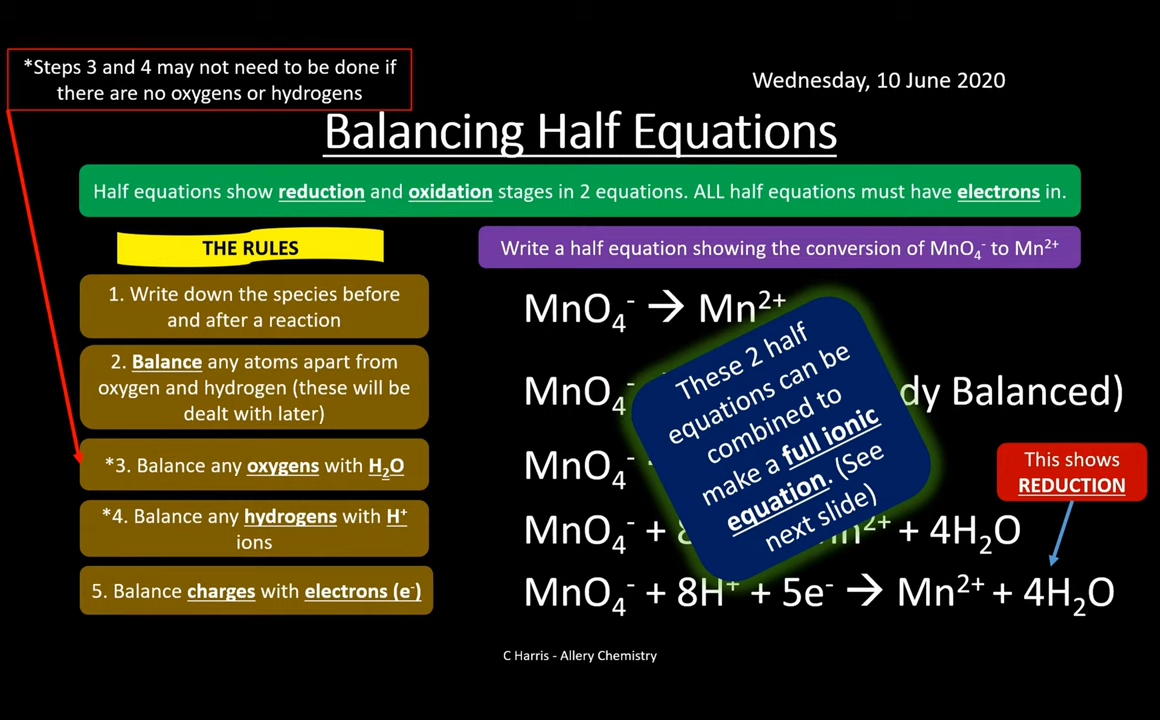 *Steps 3 and 4 may not need to be done if
there are no oxygens or hydrogens
Wednesday, 10 June 2020
Balancing Half Equations
Half equations show reduction and oxidation stages in 2 equations. ALL half equations must have electrons in.
THE RULES
1. Write down the species before
and after a reaction
2. Balance any atoms apart from
oxygen and hydrogen (these will be
dealt with later)
*3. Balance any oxygens with H₂O
*4. Balance any hydrogens with H⁺
ions
5. Balance charges with electrons (e⁻)
Write a half equation showing the conversion of MnO₄⁻ to Mn²⁺
MnO₄⁻ → Mn²⁺
MnO₄⁻ dy Balanced)
MnO₄⁻
MnO₄⁻ + 8 n²⁺ + 4H₂O
MnO₄⁻ + 8H⁺ + 5e⁻ → Mn²⁺ + 4H₂O
These 2 half
equations can be
combined to
make a full ionic
equation. (See
next slide)
This shows
REDUCTION
C Harris - Allery Chemistry